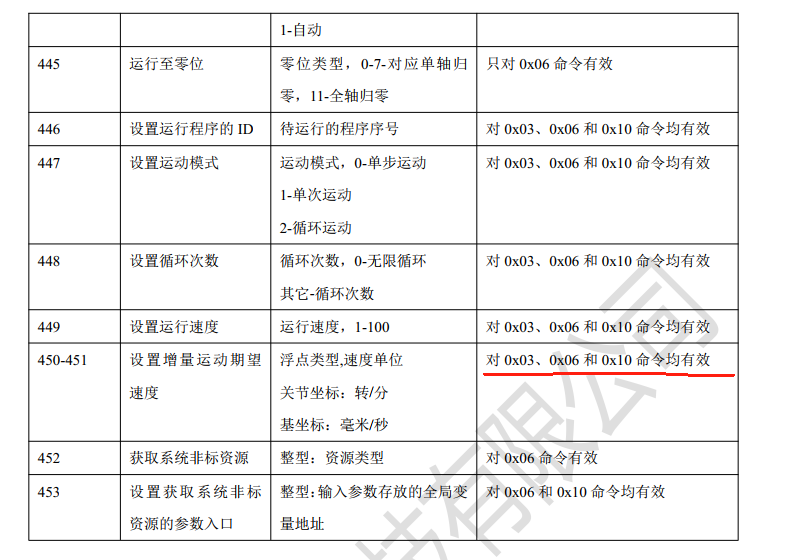 1-自动
445 运行至零位 零位类型，0-7-对应单轴归 只对 0x06 命令有效
零，11-全轴归零
446 设置运行程序的 ID 待运行的程序序号 对 0x03、0x06 和 0x10 命令均有效
447 设置运动模式 运动模式，0-单步运动 对 0x03、0x06 和 0x10 命令均有效
1-单次运动
2-循环运动
448 设置循环次数 循环次数，0-无限循环 对 0x03、0x06 和 0x10 命令均有效
其它-循环次数
449 设置运行速度 运行速度，1-100 对 0x03、0x06 和 0x10 命令均有效
450-451 设置增量运动期望 浮点类型,速度单位 对 0x03、0x06 和 0x10 命令均有效
速度 关节坐标：转/分
基坐标：毫米/秒
452 获取系统非标资源 整型：资源类型 对 0x06 命令有效
453 设置获取系统非标 整型：输入参数存放的全局变 对 0x06 和 0x10 命令均有效
资源的参数入口 量地址
技有限公司